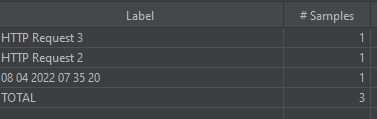 Label # Samples
HTTP Request 3 1
HTTP Request 2 1
08 04 2022 07 35 20 1
TOTAL 3